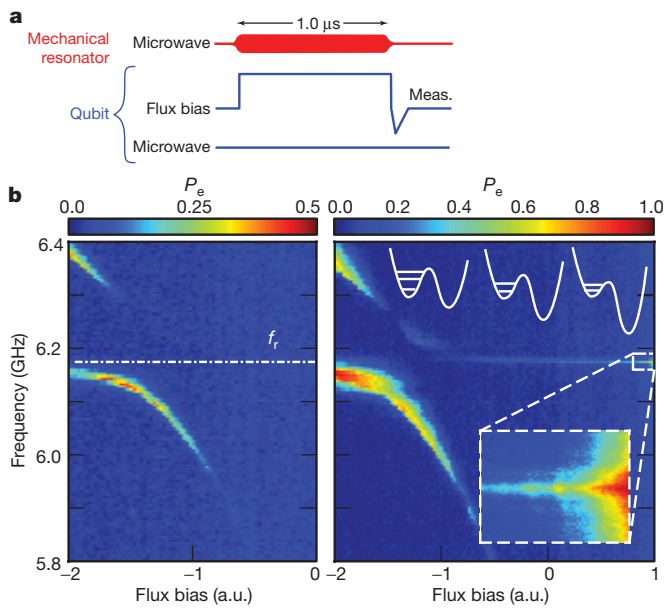 a
1.0 μs
Mechanical resonator
Microwave
Qubit
Flux bias
Meas.
Microwave
b
Pe
Pe
0.0 0.25 0.5
0.0 0.2 0.4 0.6 0.8 1.0
6.4
6.2
6.0
5.8
Frequency (GHz)
fr
−2 −1 0
−2 −1 0 1
Flux bias (a.u.)
Flux bias (a.u.)